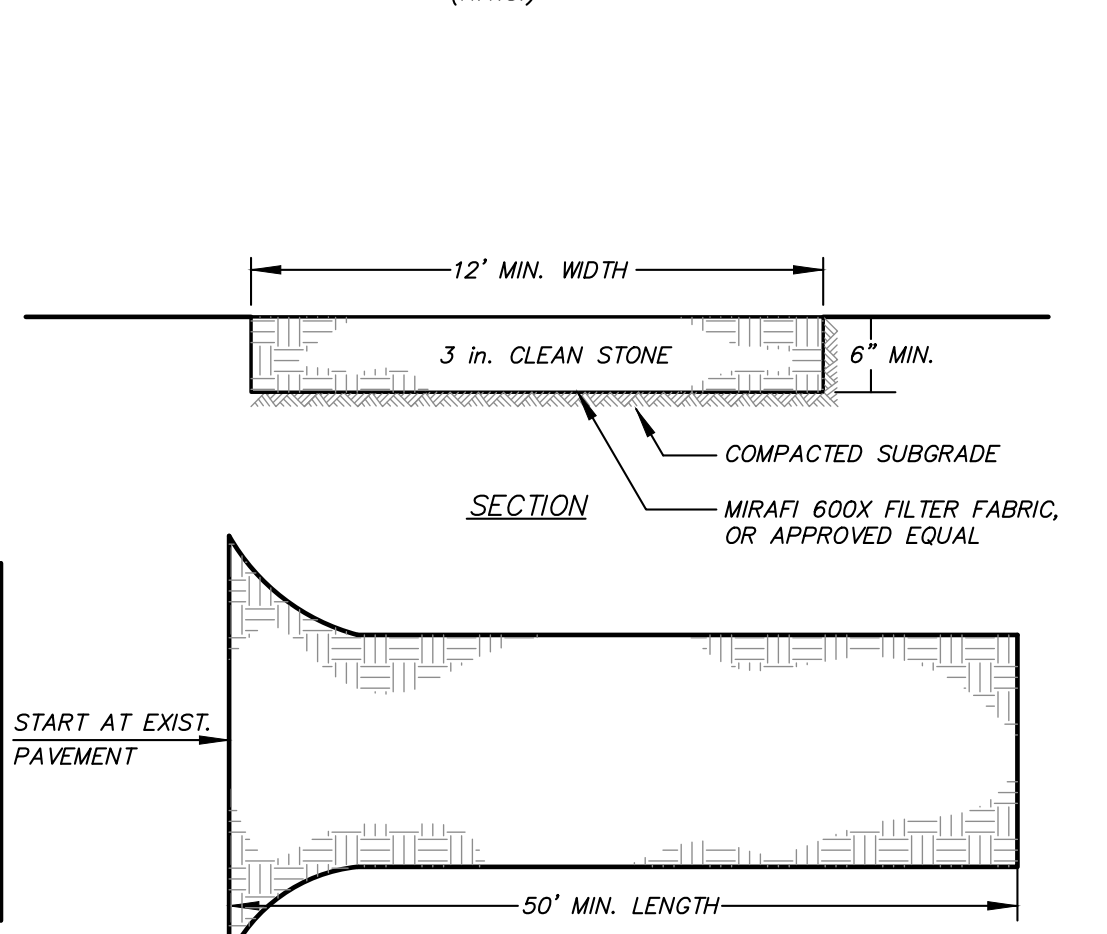 12' MIN. WIDTH
3 in. CLEAN STONE
6" MIN.
COMPACTED SUBGRADE
SECTION
MIRAFI 600X FILTER FABRIC,
OR APPROVED EQUAL
START AT EXIST.
PAVEMENT
50' MIN. LENGTH